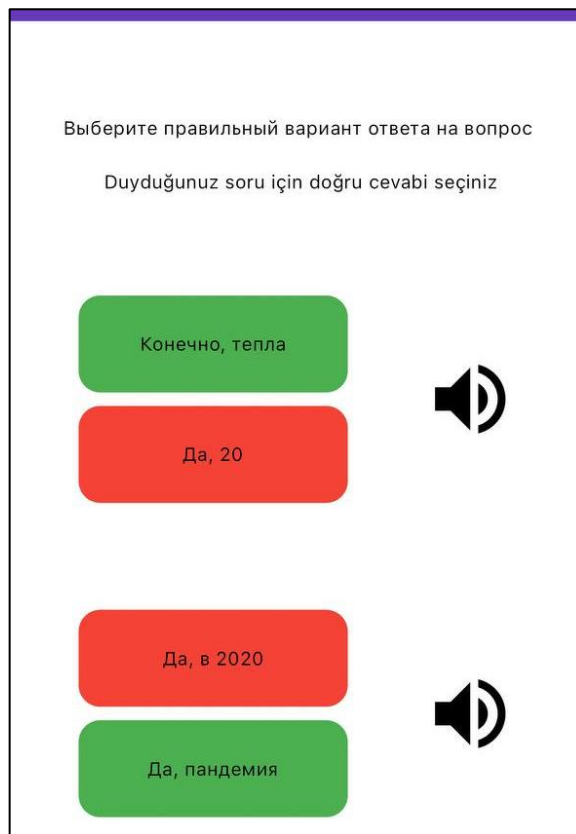 Выберите правильный вариант ответа на вопрос
Duyduğunuz soru için doğru cevabi seçiniz
Конечно, тепла
Да, 20
Да, в 2020
Да, пандемия